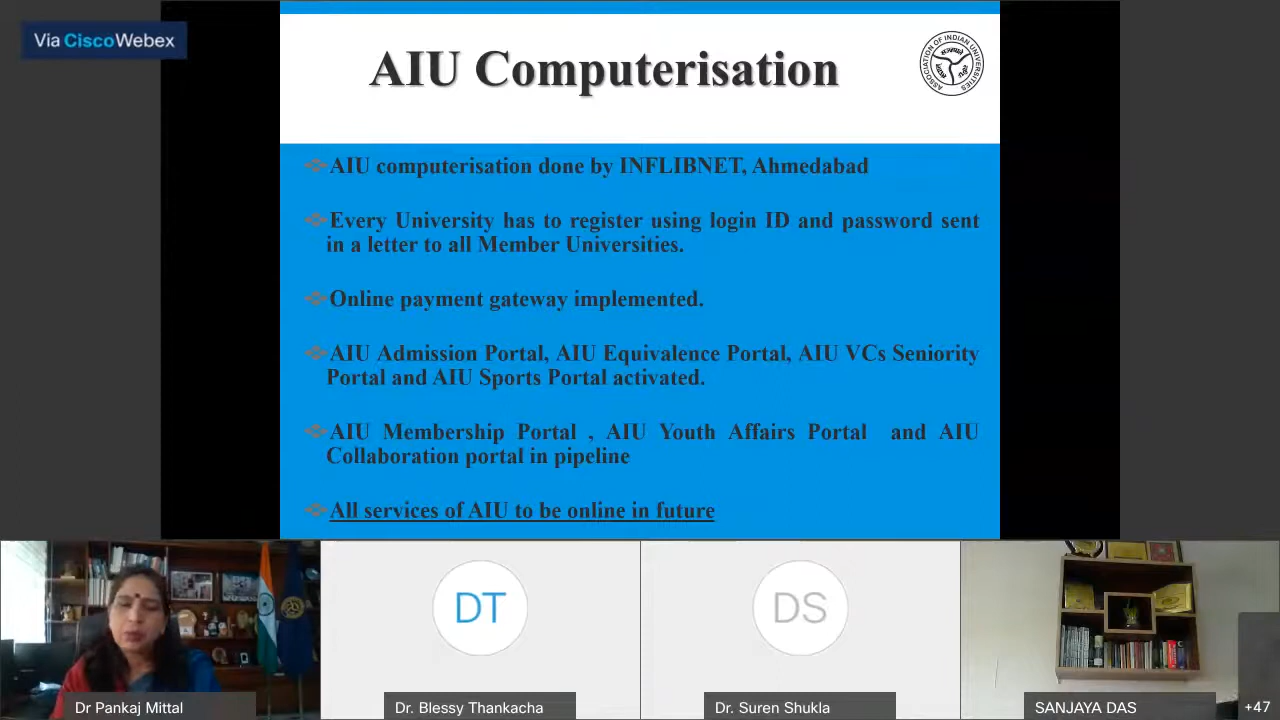 Via CiscoWebex
AIU Computerisation
ASSOCIATION OF INDIAN UNIVERSITIES
AIU computerisation done by INFLIBNET, Ahmedabad
Every University has to register using login ID and password sent
in a letter to all Member Universities.
Online payment gateway implemented.
AIU Admission Portal, AIU Equivalence Portal, AIU VCs Seniority
Portal and AIU Sports Portal activated.
AIU Membership Portal , AIU Youth Affairs Portal and AIU
Collaboration portal in pipeline
All services of AIU to be online in future
DT
DS
Dr Pankaj Mittal
Dr. Blessy Thankacha
Dr. Suren Shukla
SANJAYA DAS
+47